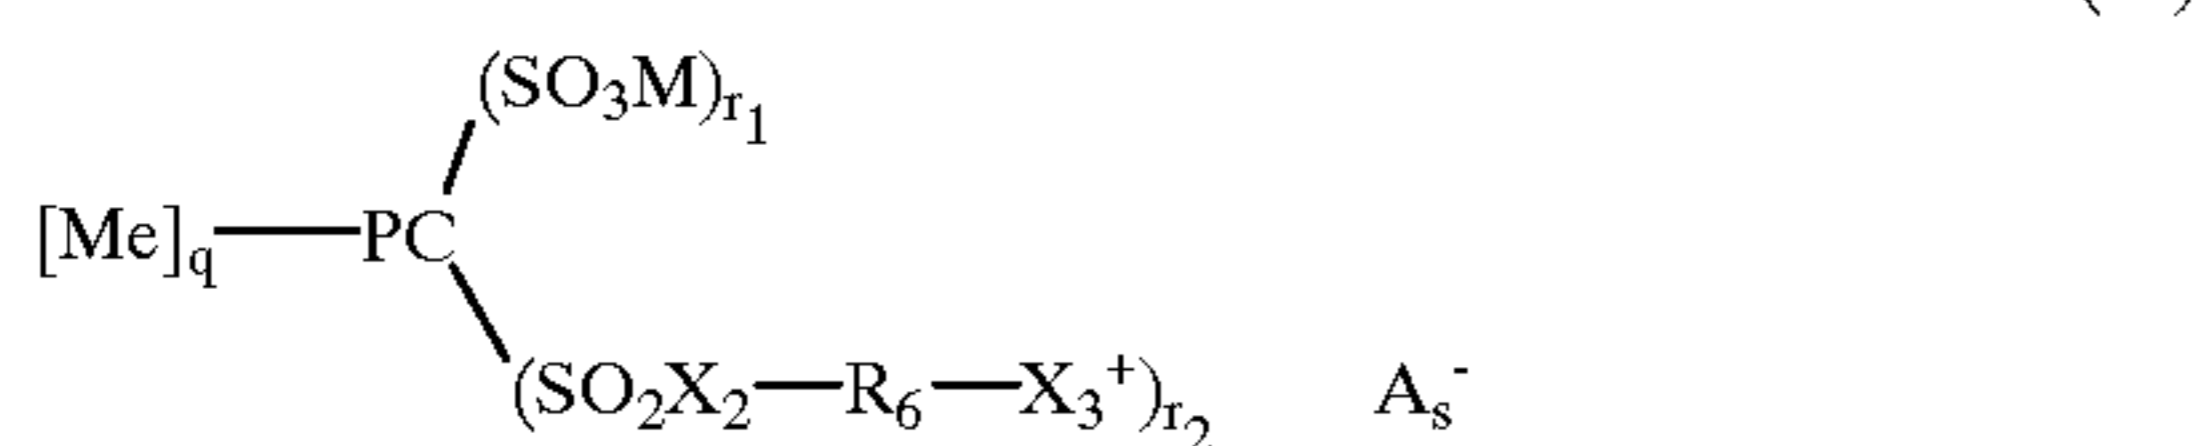 (SO₃M)r₁
[Me]q—PC
(SO₂X₂—R₆—X₃⁺)r₂ Aₛ⁻